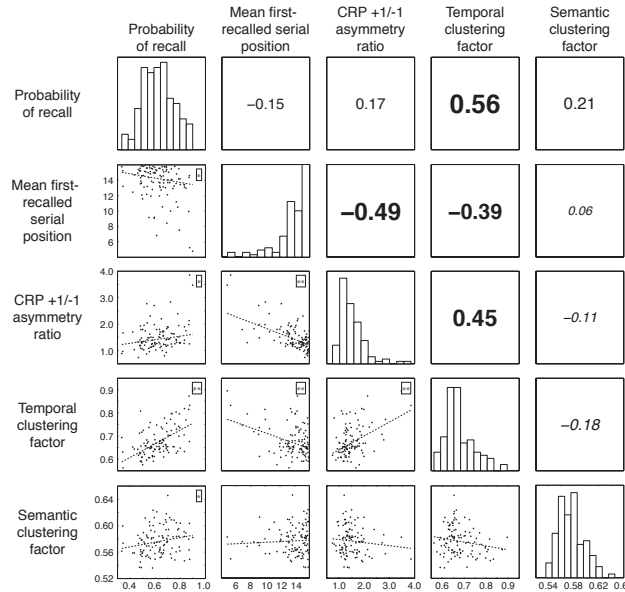 Probability
of recall
Mean first-
recalled serial
position
CRP +1/-1
asymmetry
ratio
Temporal
clustering
factor
Semantic
clustering
factor
Probability
of recall
−0.15
0.17
0.56
0.21
Mean first-
recalled
serial
position
14
12
10
8
6
4
*
−0.49
−0.39
0.06
CRP +1/-1
asymmetry
ratio
4.0
3.0
2.0
1.0
*
**
0.45
−0.11
Temporal
clustering
factor
0.9
0.8
0.7
0.6
**
**
**
−0.18
Semantic
clustering
factor
0.64
0.60
0.56
0.52
*
0.4 0.6 0.8 1.0
6 8 10 12 14
1.0 2.0 3.0 4.0
0.6 0.7 0.8 0.9
0.54 0.58 0.62